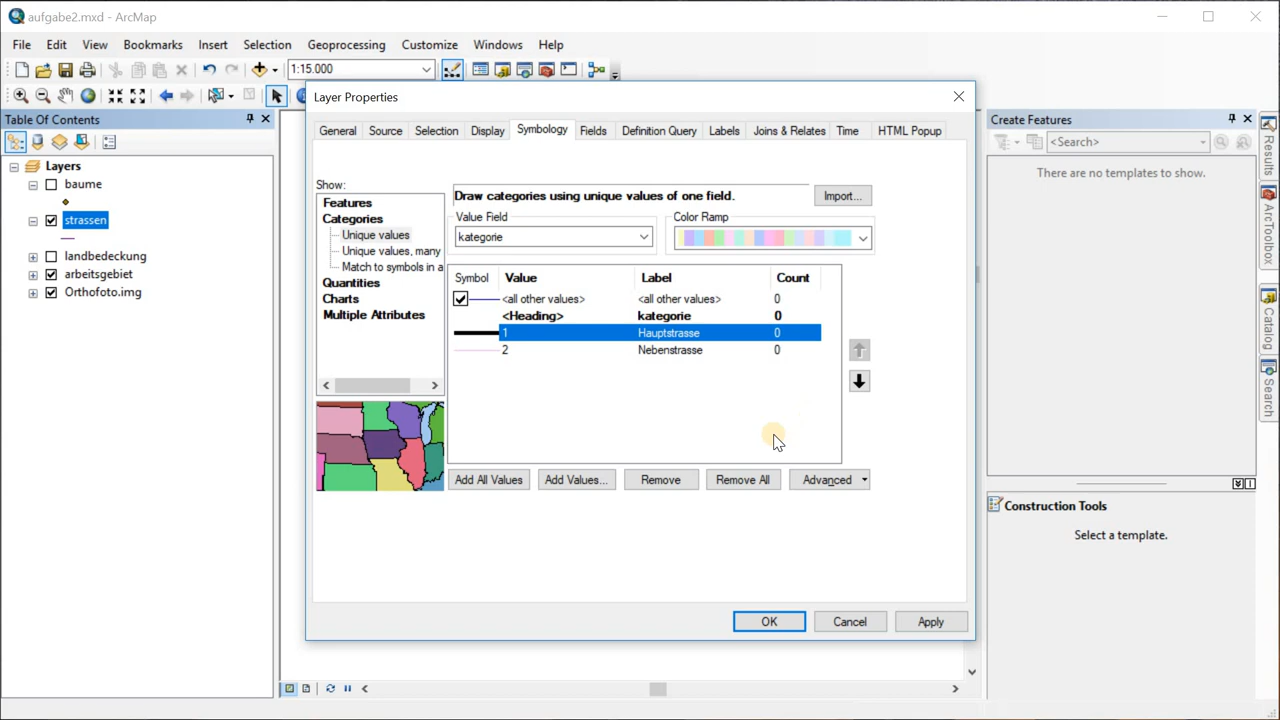 aufgabe2.mxd - ArcMap
File Edit View Bookmarks Insert Selection Geoprocessing Customize Windows Help
1:15.000
Table Of Contents
Layers
baume
strassen
landbedeckung
arbeitsgebiet
Orthofoto.img
Layer Properties
General Source Selection Display Symbology Fields Definition Query Labels Joins & Relates Time HTML Popup
Show:
Features
Categories
Unique values
Unique values, many
Match to symbols in a
Quantities
Charts
Multiple Attributes
Draw categories using unique values of one field.
Import...
Value Field
kategorie
Color Ramp
Symbol Value Label Count
<all other values> <all other values> 0
<Heading> kategorie 0
1 Hauptstrasse 0
2 Nebenstrasse 0
Add All Values Add Values... Remove Remove All Advanced
OK Cancel Apply
Create Features
<Search>
There are no templates to show.
Construction Tools
Select a template.
Results
ArcToolbox
Catalog
Search